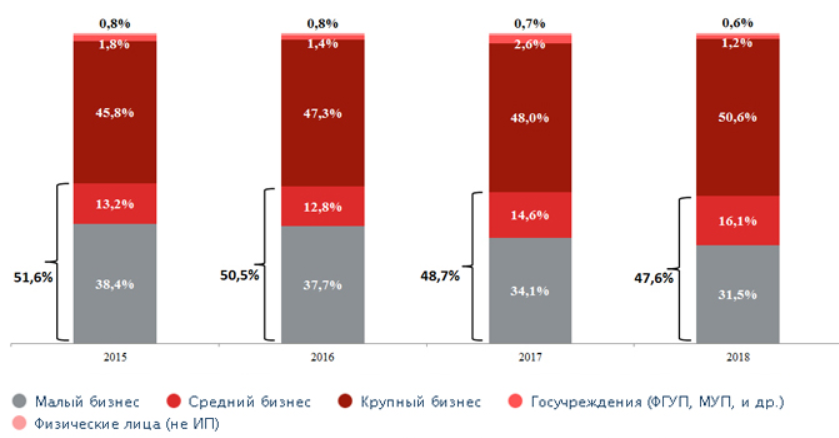 0,8% 0,8% 0,7% 0,6%
1,8% 1,4% 2,6% 1,2%
45,8% 47,3% 48,0% 50,6%
13,2% 12,8% 14,6% 16,1%
51,6% 50,5% 48,7% 47,6%
38,4% 37,7% 34,1% 31,5%
2015 2016 2017 2018
Малый бизнес Средний бизнес Крупный бизнес Госучреждения (ФГУП, МУП, и др.)
Физические лица (не ИП)